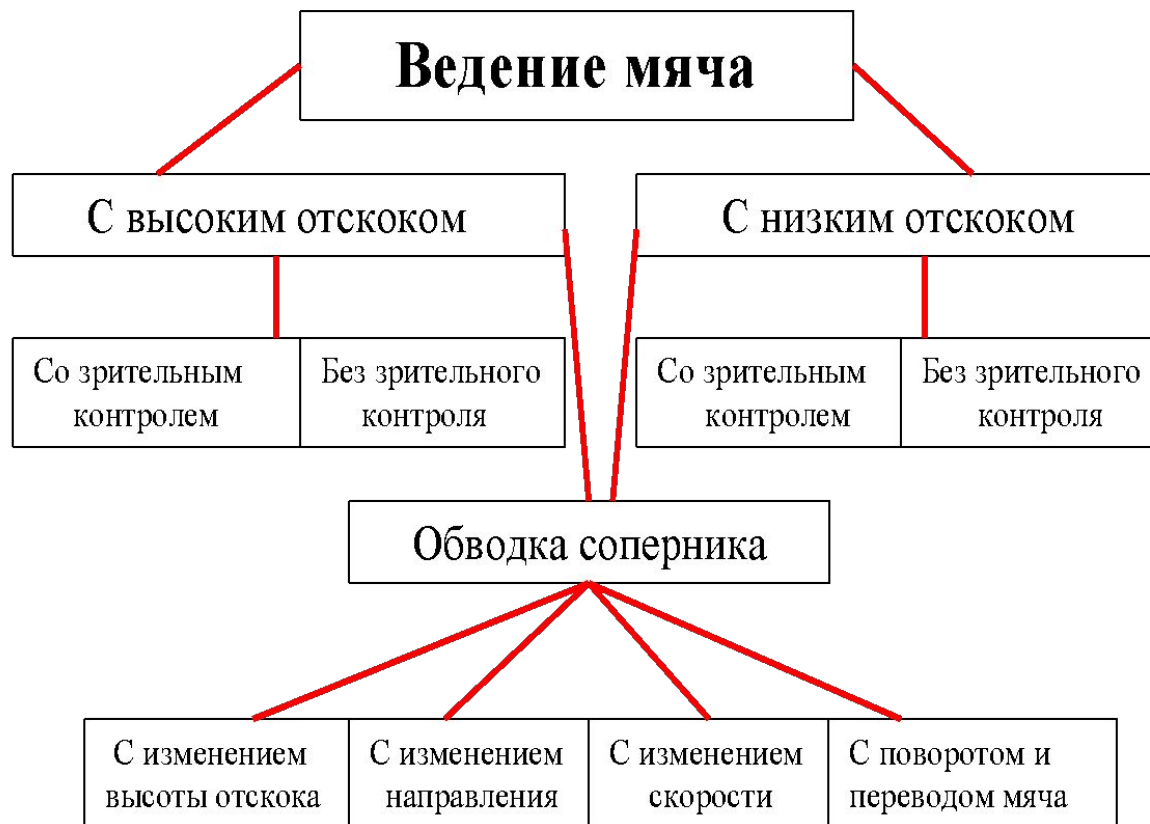 Ведение мяча
С высоким отскоком
С низким отскоком
Со зрительным
контролем
Без зрительного
контроля
Со зрительным
контролем
Без зрительного
контроля
Обводка соперника
С изменением
высоты отскока
С изменением
направления
С изменением
скорости
С поворотом и
переводом мяча